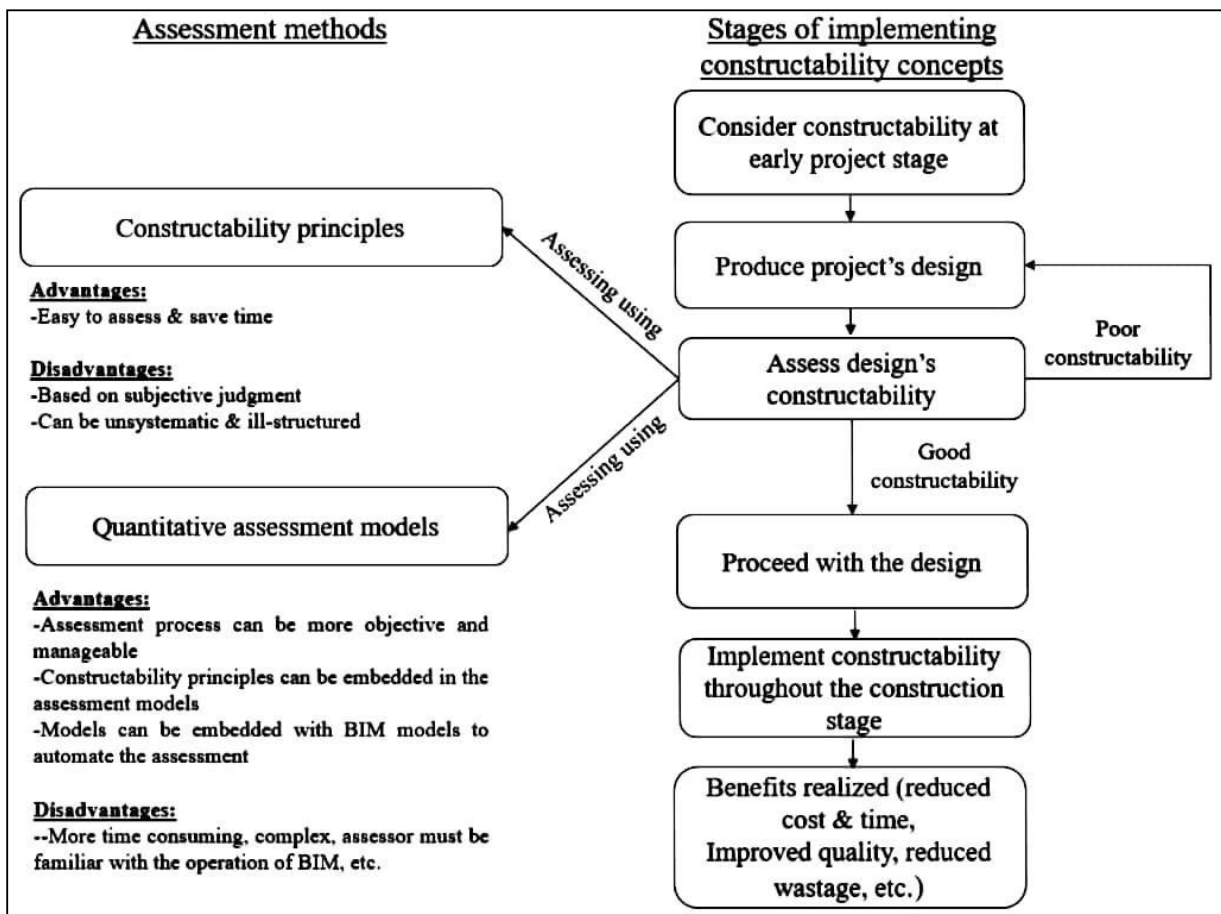 Assessment methods
Constructability principles
Advantages:
-Easy to assess & save time
Disadvantages:
-Based on subjective judgment
-Can be unsystematic & ill-structured
Quantitative assessment models
Advantages:
-Assessment process can be more objective and
manageable
-Constructability principles can be embedded in the
assessment models
-Models can be embedded with BIM models to
automate the assessment
Disadvantages:
--More time consuming, complex, assessor must be
familiar with the operation of BIM, etc.
Assessing using
Assessing using
Stages of implementing
constructability concepts
Consider constructability at
early project stage
Produce project’s design
Assess design’s
constructability
Poor
constructability
Good
constructability
Proceed with the design
Implement constructability
throughout the construction
stage
Benefits realized (reduced
cost & time,
Improved quality, reduced
wastage, etc.)